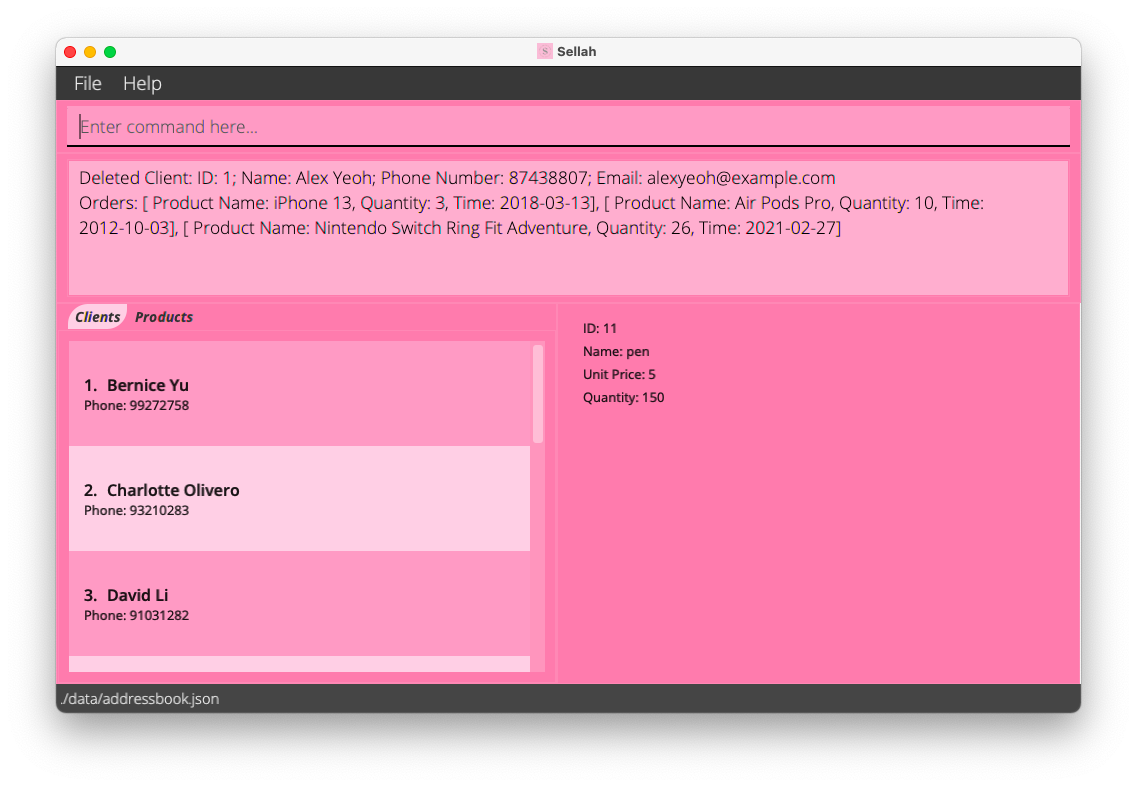 S Sellah
File Help
Enter command here...
Deleted Client: ID: 1; Name: Alex Yeoh; Phone Number: 87438807; Email: alexyeoh@example.com
Orders: [ Product Name: iPhone 13, Quantity: 3, Time: 2018-03-13], [ Product Name: Air Pods Pro, Quantity: 10, Time:
2012-10-03], [ Product Name: Nintendo Switch Ring Fit Adventure, Quantity: 26, Time: 2021-02-27]
Clients Products
1. Bernice Yu
Phone: 99272758
2. Charlotte Olivero
Phone: 93210283
3. David Li
Phone: 91031282
ID: 11
Name: pen
Unit Price: 5
Quantity: 150
./data/addressbook.json